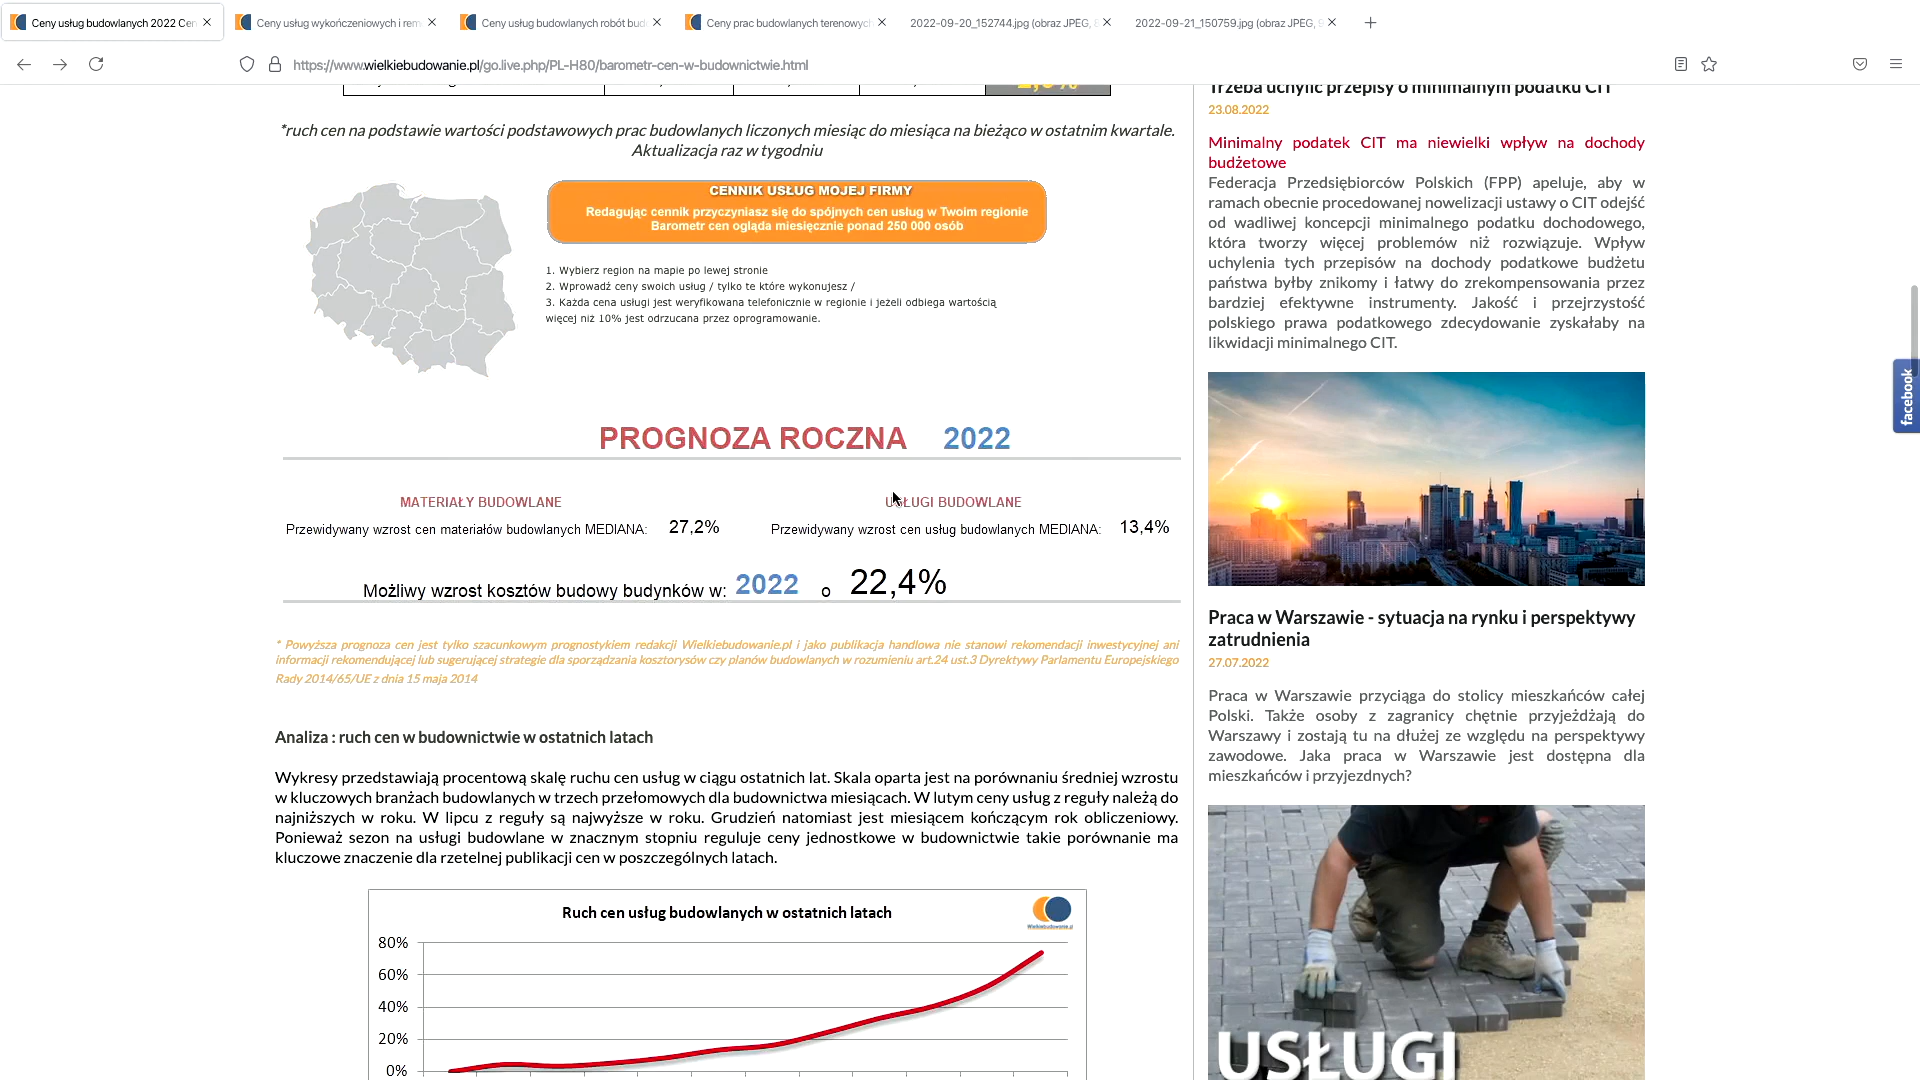 Ceny usług budowlanych 2022 Cen
Ceny usług wykończeniowych i rem
Ceny usług budowlanych robót bud
Ceny prac budowlanych terenowyc
2022-09-20_152744.jpg (obraz JPEG, 8
2022-09-21_150759.jpg (obraz JPEG, 9
https://www.wielkiebudowanie.pl/go.live.php/PL-H80/barometr-cen-w-budownictwie.html
*ruch cen na podstawie wartości podstawowych prac budowlanych liczonych miesiąc do miesiąca na bieżąco w ostatnim kwartale.
Aktualizacja raz w tygodniu
CENNIK USŁUG MOJEJ FIRMY
Redagując cennik przyczyniasz się do spójnych cen usług w Twoim regionie
Barometr cen ogląda miesięcznie ponad 250 000 osób
1. Wybierz region na mapie po lewej stronie
2. Wprowadź ceny swoich usług / tylko te które wykonujesz /
3. Każda cena usługi jest weryfikowana telefonicznie w regionie i jeżeli odbiega wartością
więcej niż 10% jest odrzucana przez oprogramowanie.
PROGNOZA ROCZNA 2022
MATERIAŁY BUDOWLANE
Przewidywany wzrost cen materiałów budowlanych MEDIANA: 27,2%
USŁUGI BUDOWLANE
Przewidywany wzrost cen usług budowlanych MEDIANA: 13,4%
Możliwy wzrost kosztów budowy budynków w: 2022 o 22,4%
* Powyższa prognoza cen jest tylko szacunkowym prognostykiem redakcji Wielkiebudowanie.pl i jako publikacja handlowa nie stanowi rekomendacji inwestycyjnej ani
informacji rekomendującej lub sugerującej strategie dla sporządzania kosztorysów czy planów budowlanych w rozumieniu art.24 ust.3 Dyrektywy Parlamentu Europejskiego
Rady 2014/65/UE z dnia 15 maja 2014
Analiza : ruch cen w budownictwie w ostatnich latach
Wykresy przedstawiają procentową skalę ruchu cen usług w ciągu ostatnich lat. Skala oparta jest na porównaniu średniej wzrostu
w kluczowych branżach budowlanych w trzech przełomowych dla budownictwa miesiącach. W lutym ceny usług z reguły należą do
najniższych w roku. W lipcu z reguły są najwyższe w roku. Grudzień natomiast jest miesiącem kończącym rok obliczeniowy.
Ponieważ sezon na usługi budowlane w znacznym stopniu reguluje ceny jednostkowe w budownictwie takie porównanie ma
kluczowe znaczenie dla rzetelnej publikacji cen w poszczególnych latach.
Ruch cen usług budowlanych w ostatnich latach
Wielkiebudowanie.pl
80%
60%
40%
20%
0%
Trzeba uchylić przepisy o minimalnym podatku CIT
23.08.2022
Minimalny podatek CIT ma niewielki wpływ na dochody
budżetowe
Federacja Przedsiębiorców Polskich (FPP) apeluje, aby w
ramach obecnie procedowanej nowelizacji ustawy o CIT odejść
od wadliwej koncepcji minimalnego podatku dochodowego,
która tworzy więcej problemów niż rozwiązuje. Wpływ
uchylenia tych przepisów na dochody podatkowe budżetu
państwa byłby znikomy i łatwy do zrekompensowania przez
bardziej efektywne instrumenty. Jakość i przejrzystość
polskiego prawa podatkowego zdecydowanie zyskałaby na
likwidacji minimalnego CIT.
Praca w Warszawie - sytuacja na rynku i perspektywy
zatrudnienia
27.07.2022
Praca w Warszawie przyciąga do stolicy mieszkańców całej
Polski. Także osoby z zagranicy chętnie przyjeżdżają do
Warszawy i zostają tu na dłużej ze względu na perspektywy
zawodowe. Jaka praca w Warszawie jest dostępna dla
mieszkańców i przyjezdnych?
USŁUGI
facebook